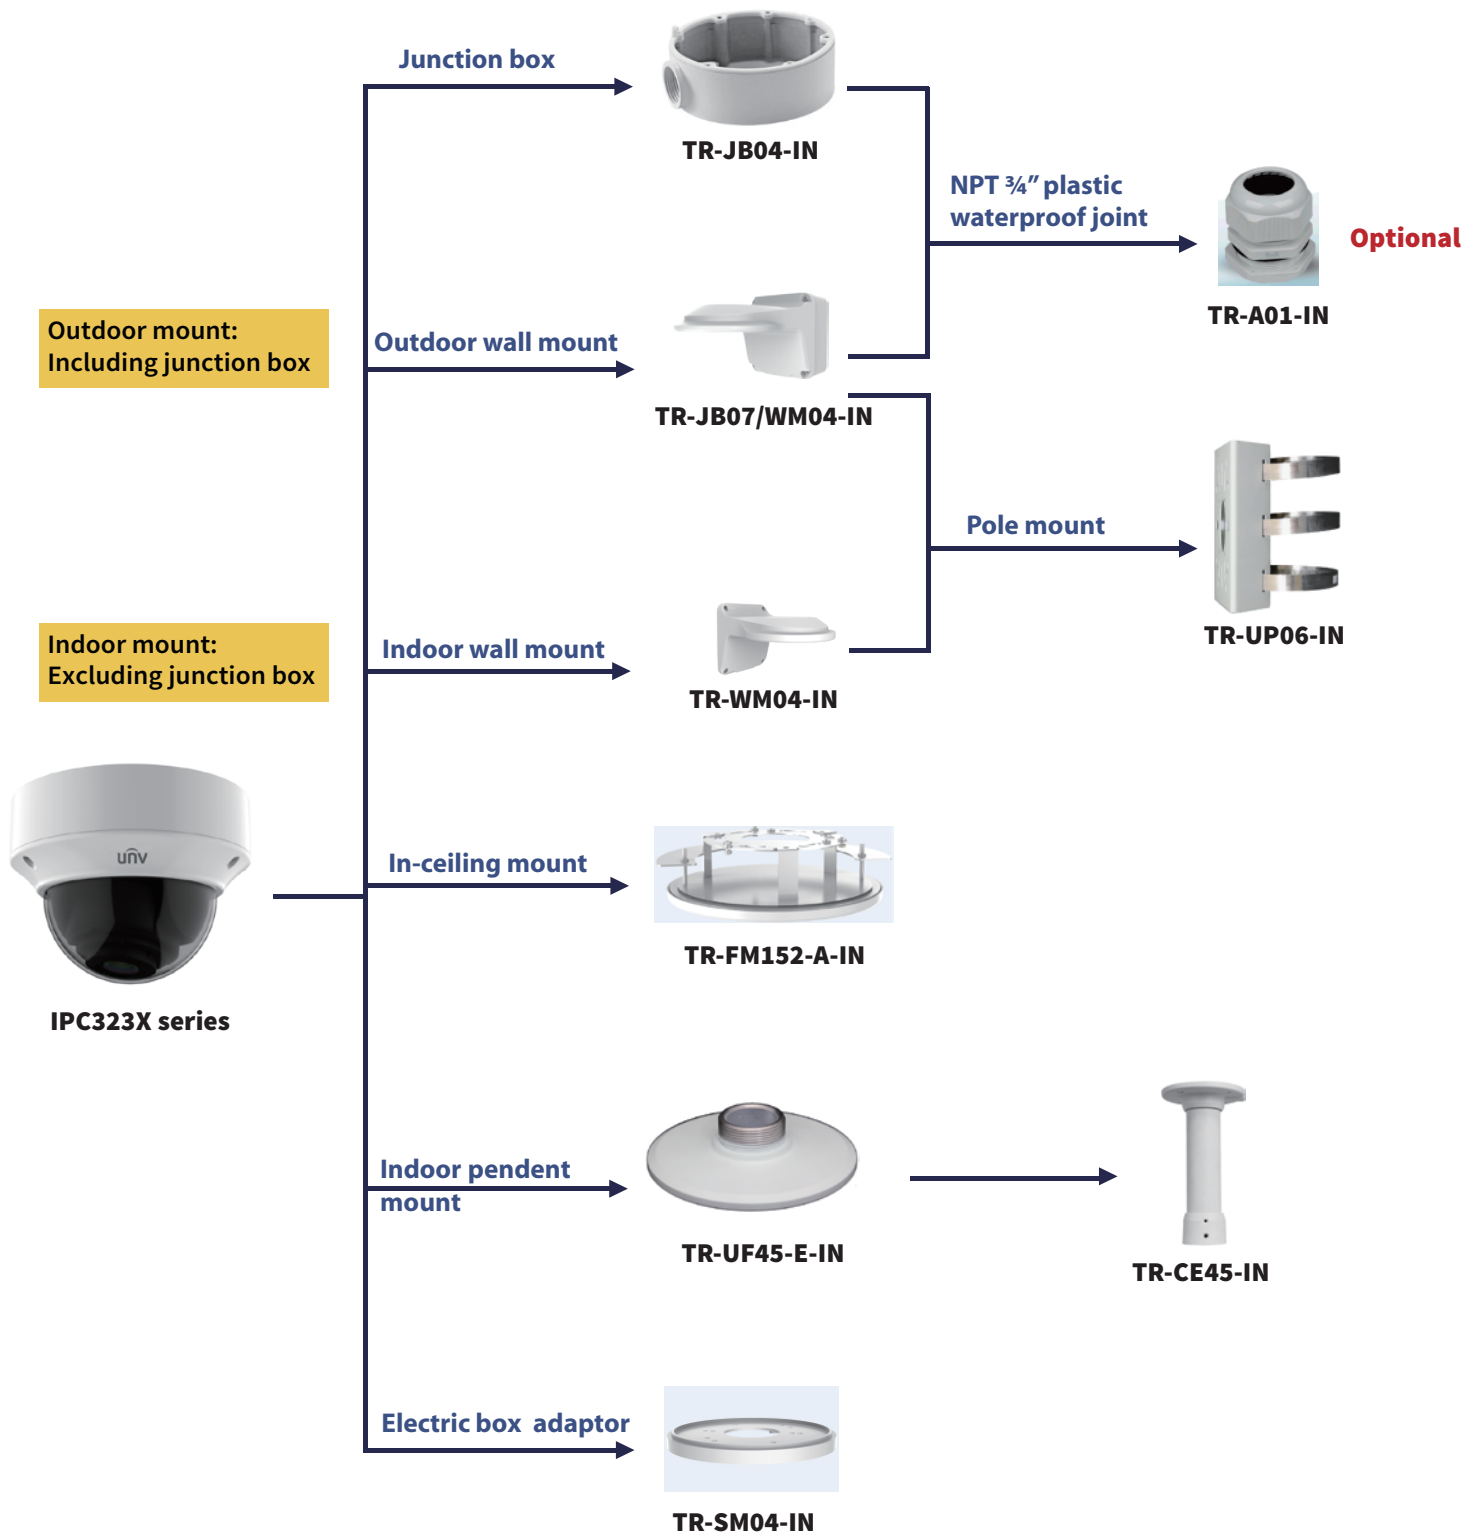 Junction box
TR-JB04-IN
NPT ¾″ plastic
waterproof joint
Optional
TR-A01-IN
Outdoor mount:
Including junction box
Outdoor wall mount
TR-JB07/WM04-IN
Pole mount
TR-UP06-IN
Indoor mount:
Excluding junction box
Indoor wall mount
TR-WM04-IN
unv
IPC323X series
In-ceiling mount
TR-FM152-A-IN
Indoor pendent
mount
TR-UF45-E-IN
TR-CE45-IN
Electric box adaptor
TR-SM04-IN